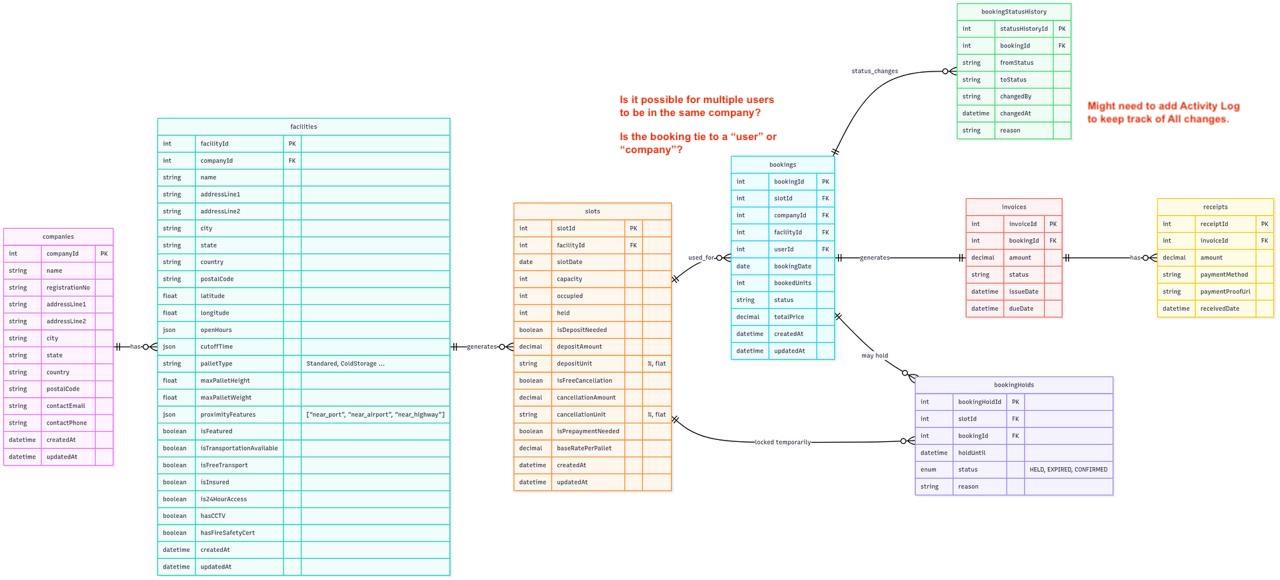 bookingStatusHistory
int statusHistoryId PK
int bookingId FK
string fromStatus
string toStatus
string changedBy
datetime changedAt
string reason
status_changes
Is it possible for multiple users
to be in the same company?
Is the booking tie to a “user” or
“company”?
Might need to add Activity Log
to keep track of All changes.
companies
int companyId PK
string name
string registrationNo
string addressLine1
string addressLine2
string city
string state
string country
string postalCode
string contactEmail
string contactPhone
datetime createdAt
datetime updatedAt
has
facilities
int facilityId PK
int companyId FK
string name
string addressLine1
string addressLine2
string city
string state
string country
string postalCode
float latitude
float longitude
json openHours
json cutoffTime
string palletType Standared, ColdStorage ...
float maxPalletHeight
float maxPalletWeight
json proximityFeatures ["near_port", "near_airport", "near_highway"]
boolean isFeatured
boolean isTransportationAvailable
boolean isFreeTransport
boolean isInsured
boolean is24HourAccess
boolean hasCCTV
boolean hasFireSafetyCert
datetime createdAt
datetime updatedAt
generates
slots
int slotId PK
int facilityId FK
date slotDate
int capacity
int occupied
int held
boolean isDepositNeeded
decimal depositAmount
string depositUnit %, flat
boolean isFreeCancellation
decimal cancellationAmount
string cancellationUnit %, flat
boolean isPrepaymentNeeded
decimal baseRatePerPallet
datetime createdAt
datetime updatedAt
used_for
bookings
int bookingId PK
int slotId FK
int companyId FK
int facilityId FK
int userId FK
date bookingDate
int bookedUnits
string status
decimal totalPrice
datetime createdAt
datetime updatedAt
generates
invoices
int invoiceId PK
int bookingId FK
decimal amount
string status
datetime issueDate
datetime dueDate
has
receipts
int receiptId PK
int invoiceId FK
decimal amount
string paymentMethod
string paymentProofUrl
datetime receivedDate
may hold
locked temporarily
bookingHolds
int bookingHoldId PK
int slotId FK
int bookingId FK
datetime holdUntil
enum status HELD, EXPIRED, CONFIRMED
string reason